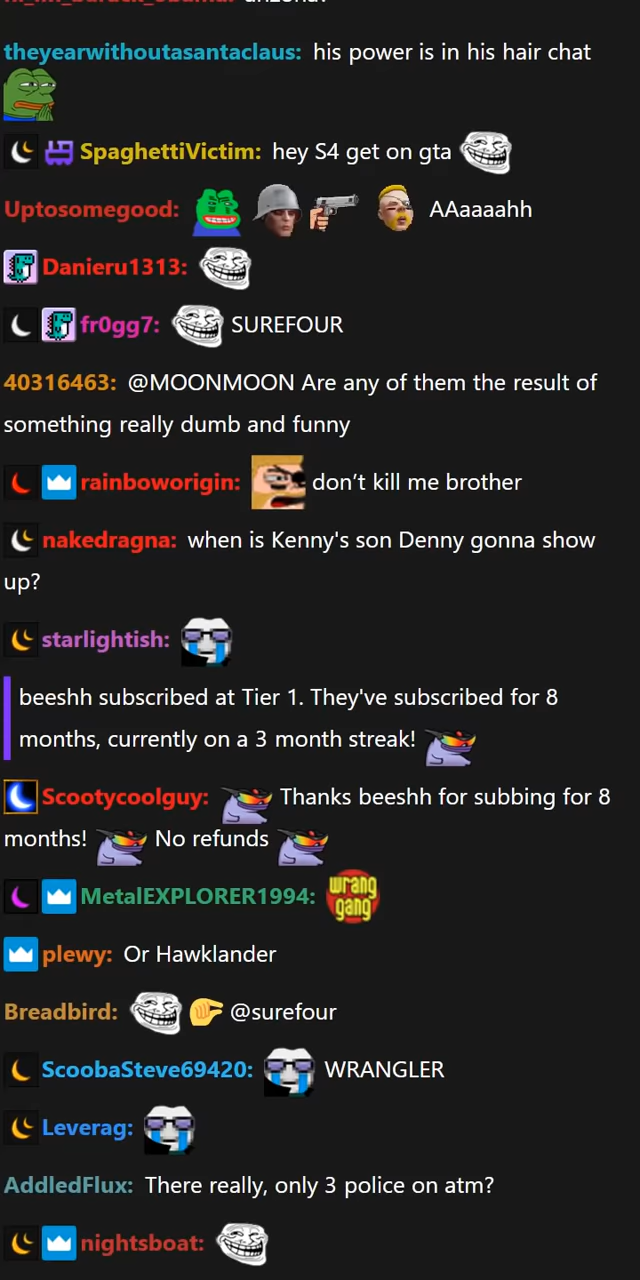 theyearwithoutasantaclaus: his power is in his hair chat
SpaghettiVictim: hey S4 get on gta
Uptosomegood: AAaaaahh
Danieru1313:
fr0gg7: SUREFOUR
40316463: @MOONMOON Are any of them the result of
something really dumb and funny
rainboworigin: don’t kill me brother
nakedragna: when is Kenny's son Denny gonna show
up?
starlightish:
beeshh subscribed at Tier 1. They've subscribed for 8
months, currently on a 3 month streak!
Scootycoolguy: Thanks beeshh for subbing for 8
months! No refunds
MetalEXPLORER1994: wrang
gang
plewy: Or Hawklander
Breadbird: @surefour
ScoobaSteve69420: WRANGLER
Leverag:
AddledFlux: There really, only 3 police on atm?
nightsboat: